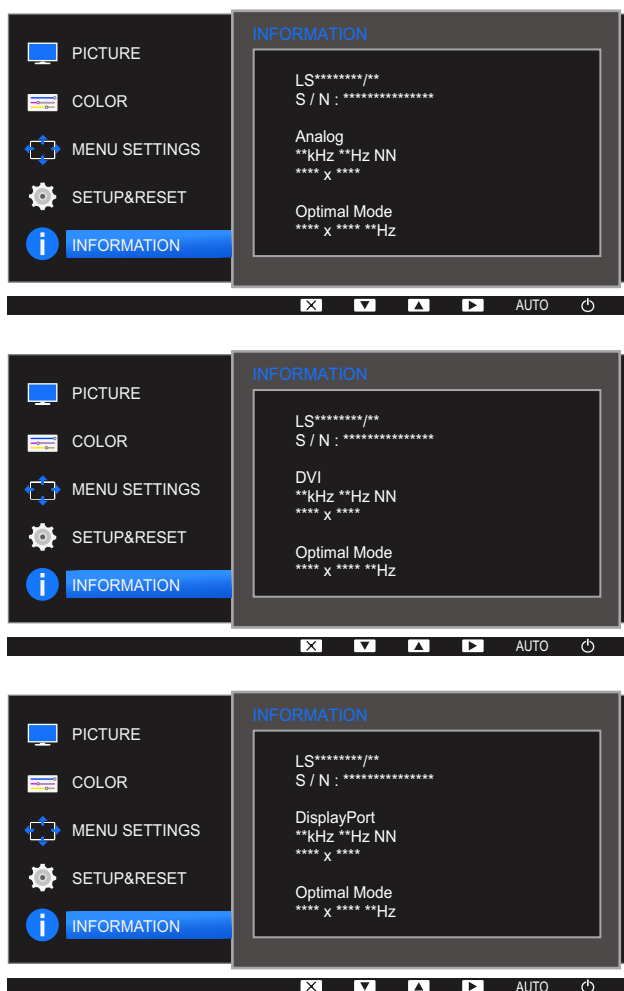 INFORMATION
PICTURE
COLOR
MENU SETTINGS
SETUP&RESET
INFORMATION
LS********/**
S / N : ***************
Analog
**kHz **Hz NN
**** x ****
Optimal Mode
**** x **** **Hz
AUTO
INFORMATION
PICTURE
COLOR
MENU SETTINGS
SETUP&RESET
INFORMATION
LS********/**
S / N : ***************
DVI
**kHz **Hz NN
**** x ****
Optimal Mode
**** x **** **Hz
AUTO
INFORMATION
PICTURE
COLOR
MENU SETTINGS
SETUP&RESET
INFORMATION
LS********/**
S / N : ***************
DisplayPort
**kHz **Hz NN
**** x ****
Optimal Mode
**** x **** **Hz
AUTO